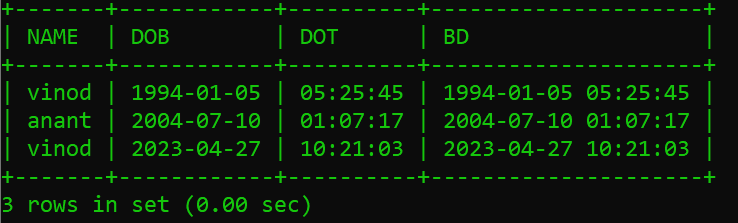 +-------+------------+----------+---------------------+
| NAME  | DOB        | DOT      | BD                  |
+-------+------------+----------+---------------------+
| vinod | 1994-01-05 | 05:25:45 | 1994-01-05 05:25:45 |
| anant | 2004-07-10 | 01:07:17 | 2004-07-10 01:07:17 |
| vinod | 2023-04-27 | 10:21:03 | 2023-04-27 10:21:03 |
+-------+------------+----------+---------------------+
3 rows in set (0.00 sec)